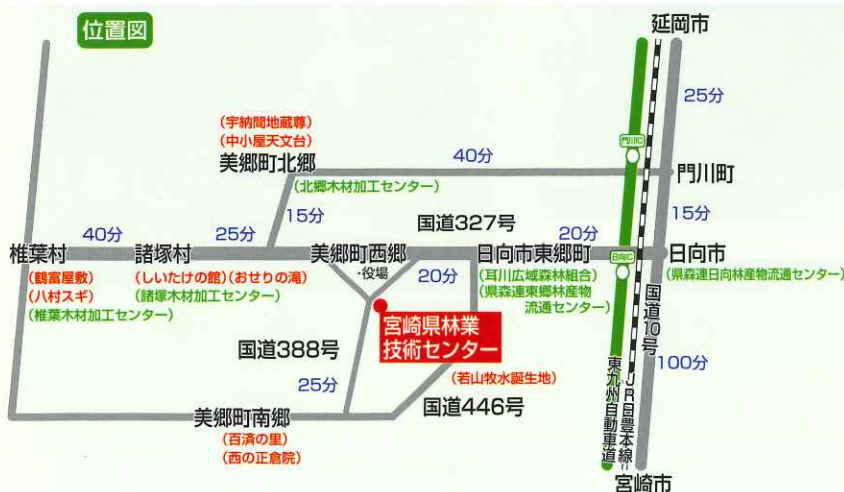 位置図
延岡市
25分
(宇納間地蔵尊)
(中小屋天文台)
美郷町北郷
(北郷木材加工センター)
40分
門川IC
門川町
15分
15分
国道327号
40分
25分
20分
椎葉村
諸塚村
美郷町西郷
日向市東郷町
日向IC
日向市
(鶴富屋敷)
(八村スギ)
(椎葉木材加工センター)
(しいたけの館)(おせりの滝)
(諸塚木材加工センター)
・役場
20分
(耳川広域森林組合)
(県森連東郷林産物
流通センター)
(県森連日向林産物流通センター)
宮崎県林業
技術センター
国道10号
国道388号
25分
(若山牧水誕生地)
100分
国道446号
美郷町南郷
(百済の里)
(西の正倉院)
東九州自動車道
JR日豊本線
宮崎市